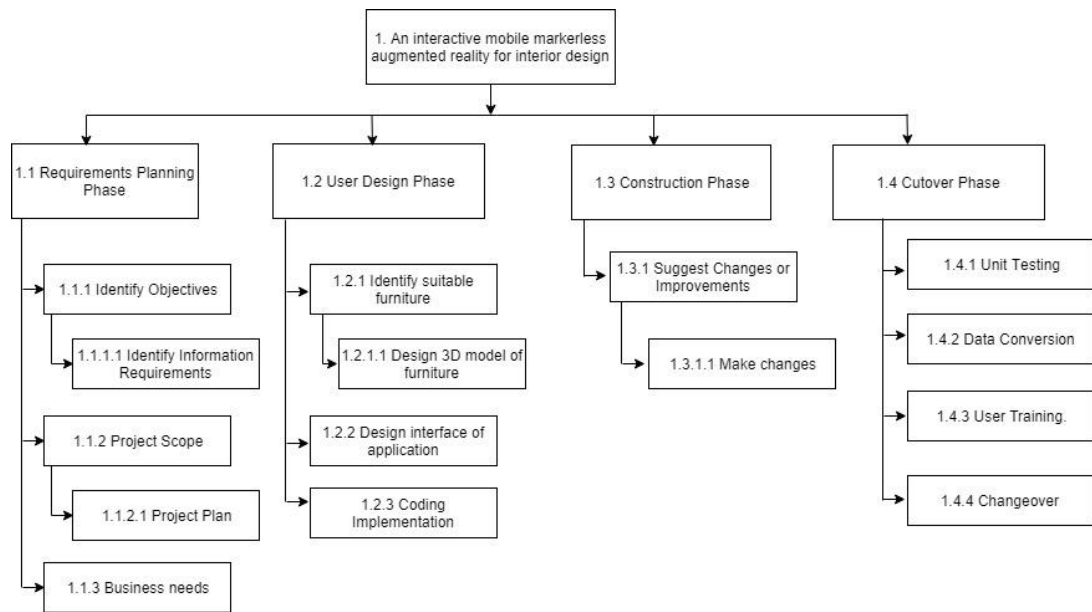 1. An interactive mobile markerless
augmented reality for interior design
1.1 Requirements Planning
Phase
1.1.1 Identify Objectives
1.1.1.1 Identify Information
Requirements
1.1.2 Project Scope
1.1.2.1 Project Plan
1.1.3 Business needs
1.2 User Design Phase
1.2.1 Identify suitable
furniture
1.2.1.1 Design 3D model of
furniture
1.2.2 Design interface of
application
1.2.3 Coding
Implementation
1.3 Construction Phase
1.3.1 Suggest Changes or
Improvements
1.3.1.1 Make changes
1.4 Cutover Phase
1.4.1 Unit Testing
1.4.2 Data Conversion
1.4.3 User Training.
1.4.4 Changeover